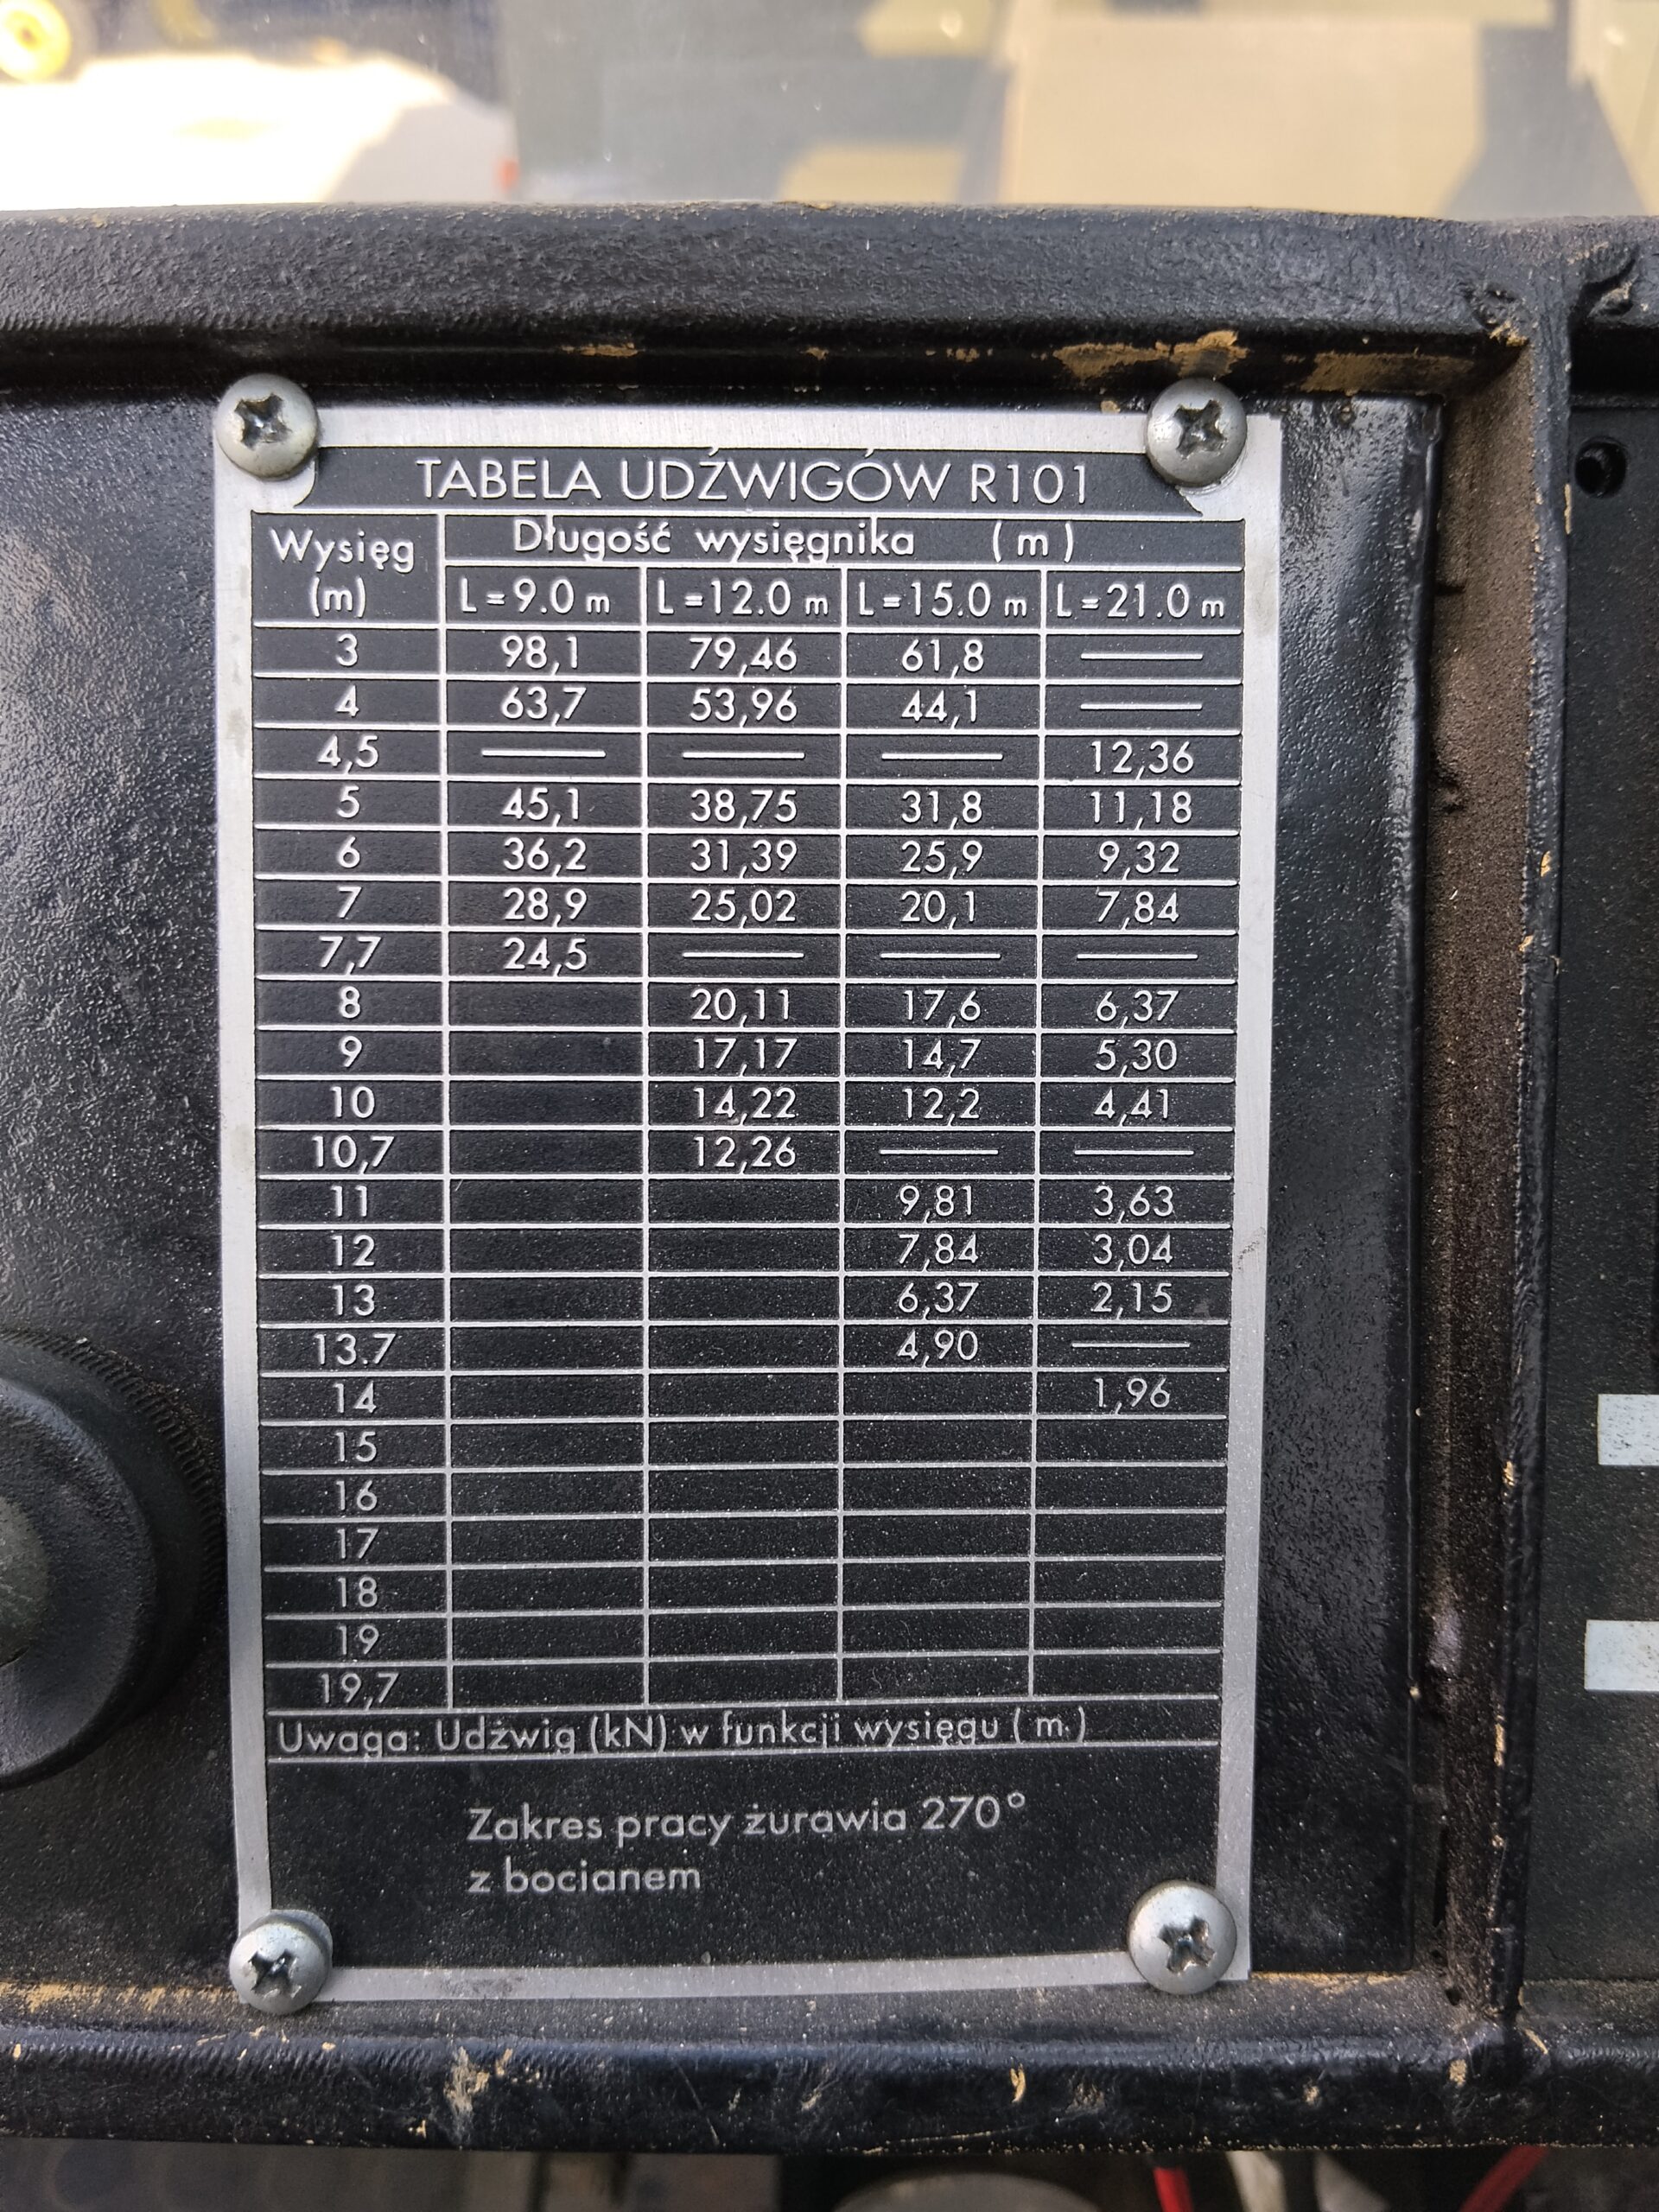 TABELA UDŹWIGÓW R101
Wysięg (m) Długość wysięgnika ( m )
L=9.0 m L=12.0 m L=15.0 m L=21.0 m
3 98,1 79,46 61,8 —
4 63,7 53,96 44,1 —
4,5 — — — 12,36
5 45,1 38,75 31,8 11,18
6 36,2 31,39 25,9 9,32
7 28,9 25,02 20,1 7,84
7,7 24,5 — — —
8 20,11 17,6 6,37
9 17,17 14,7 5,30
10 14,22 12,2 4,41
10,7 12,26 — —
11 9,81 3,63
12 7,84 3,04
13 6,37 2,15
13.7 4,90 —
14 1,96
15
16
17
18
19
19,7
Uwaga: Udźwig (kN) w funkcji wysięgu ( m.)
Zakres pracy żurawia 270°
z bocianem